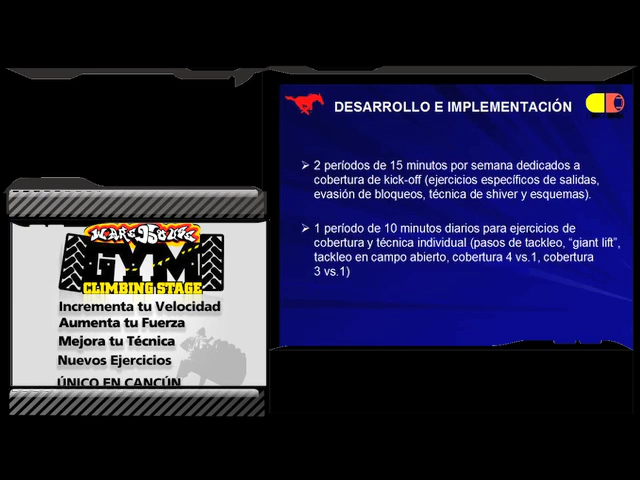 DESARROLLO E IMPLEMENTACIÓN
2 períodos de 15 minutos por semana dedicados a
cobertura de kick-off (ejercicios específicos de salidas,
evasión de bloqueos, técnica de shiver y esquemas).
1 período de 10 minutos diarios para ejercicios de
cobertura y técnica individual (pasos de tackleo, “giant lift”,
tackleo en campo abierto, cobertura 4 vs.1, cobertura
3 vs.1)
GYM
CLIMBING STAGE
Incrementa tu Velocidad
Aumenta tu Fuerza
Mejora tu Técnica
Nuevos Ejercicios
ÚNICO EN CANCÚN